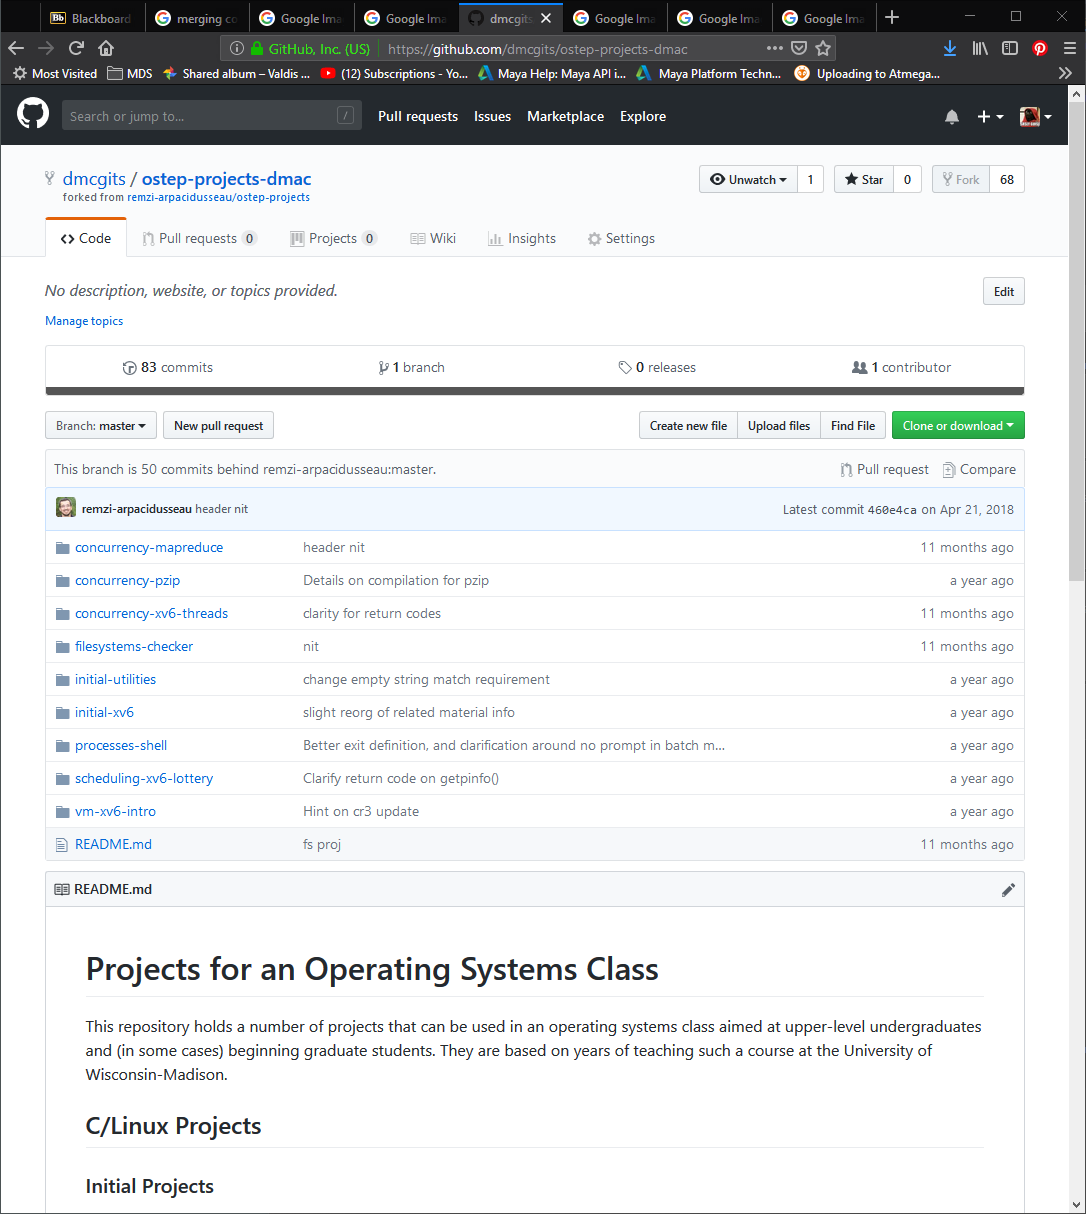 Bb Blackboard
merging co
Google Ima
Google Ima
dmcgits
Google Ima
Google Ima
Google Ima
GitHub, Inc. (US) https://github.com/dmcgits/ostep-projects-dmac
Most Visited MDS Shared album – Valdis ... (12) Subscriptions - Yo... Maya Help: Maya API i... Maya Platform Techn... Uploading to Atmega...
Search or jump to... / Pull requests Issues Marketplace Explore
dmcgits / ostep-projects-dmac
forked from remzi-arpacidusseau/ostep-projects
Unwatch 1 Star 0 Fork 68
Code Pull requests 0 Projects 0 Wiki Insights Settings
No description, website, or topics provided.
Edit
Manage topics
83 commits 1 branch 0 releases 1 contributor
Branch: master New pull request Create new file Upload files Find File Clone or download
This branch is 50 commits behind remzi-arpacidusseau:master. Pull request Compare
remzi-arpacidusseau header nit Latest commit 460e4ca on Apr 21, 2018
concurrency-mapreduce header nit 11 months ago
concurrency-pzip Details on compilation for pzip a year ago
concurrency-xv6-threads clarity for return codes 11 months ago
filesystems-checker nit 11 months ago
initial-utilities change empty string match requirement a year ago
initial-xv6 slight reorg of related material info a year ago
processes-shell Better exit definition, and clarification around no prompt in batch m... a year ago
scheduling-xv6-lottery Clarify return code on getpinfo() a year ago
vm-xv6-intro Hint on cr3 update a year ago
README.md fs proj 11 months ago
README.md
Projects for an Operating Systems Class
This repository holds a number of projects that can be used in an operating systems class aimed at upper-level undergraduates
and (in some cases) beginning graduate students. They are based on years of teaching such a course at the University of
Wisconsin-Madison.
C/Linux Projects
Initial Projects